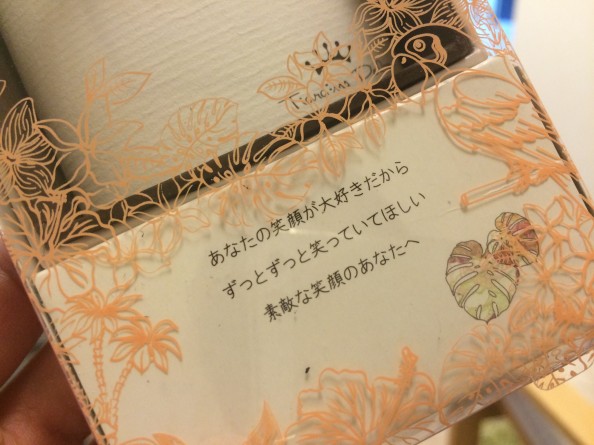 あなたの笑顔が大好きだから
ずっとずっと笑っていてほしい
素敵な笑顔のあなたへ